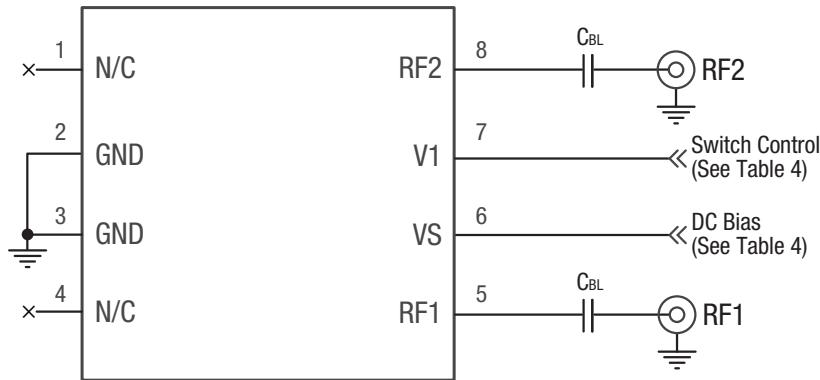 1 N/C
2 GND
3 GND
4 N/C
RF2 8 CBL RF2
V1 7 Switch Control
(See Table 4)
VS 6 DC Bias
(See Table 4)
RF1 5 CBL RF1